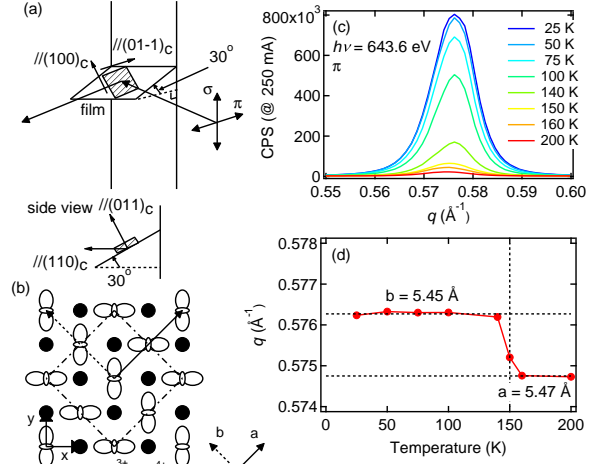 (a)
//(100)c
//(01-1)c
30°
film
σ
π
side view
//(011)c
//(110)c
30°
(b)
y
x
b
a
3+
(c)
hν = 643.6 eV
π
CPS (@ 250 mA)
800x10³
600
400
200
0
0.55
0.56
0.57
0.58
0.59
0.60
q (Å⁻¹)
25 K
50 K
75 K
100 K
140 K
150 K
160 K
200 K
(d)
q (Å⁻¹)
0.578
0.577
0.576
0.575
0.574
b = 5.45 Å
a = 5.47 Å
0
50
100
150
200
Temperature (K)